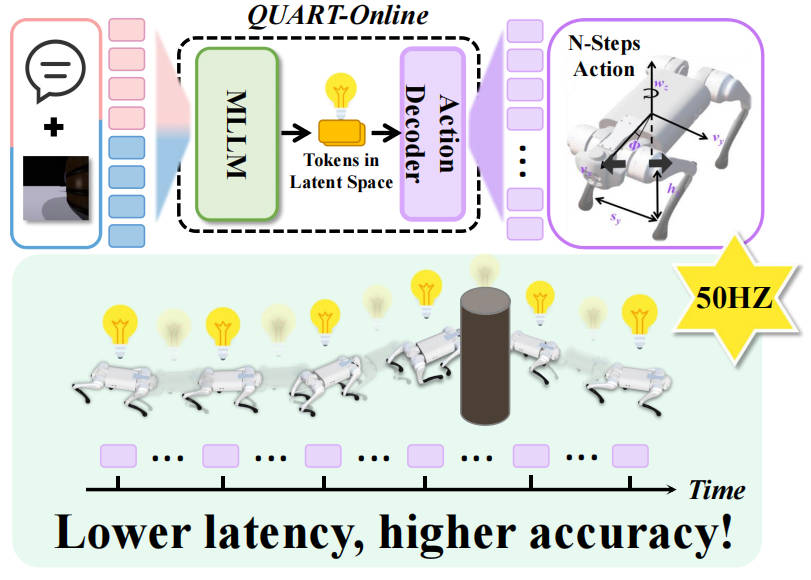 QUART-Online
MLLM
Tokens in
Latent Space
Action
Decoder
N-Steps
Action
w_z
v_y
Φ
v_x
h
s_y
50HZ
Time
Lower latency, higher accuracy!